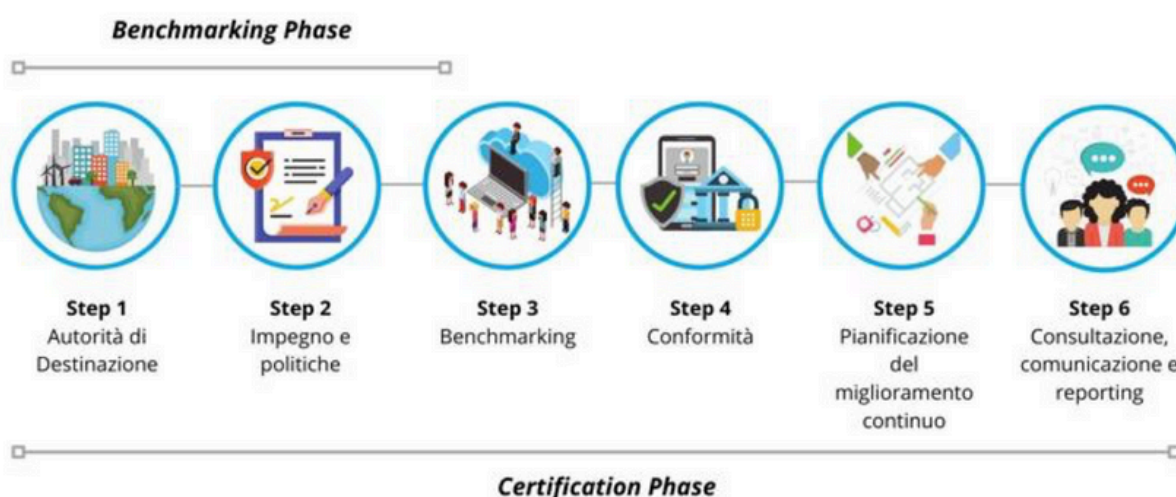 Benchmarking Phase
Step 1
Autorità di
Destinazione
Step 2
Impegno e
politiche
Step 3
Benchmarking
Step 4
Conformità
Step 5
Pianificazione
del
miglioramento
continuo
Step 6
Consultazione,
comunicazione e
reporting
Certification Phase